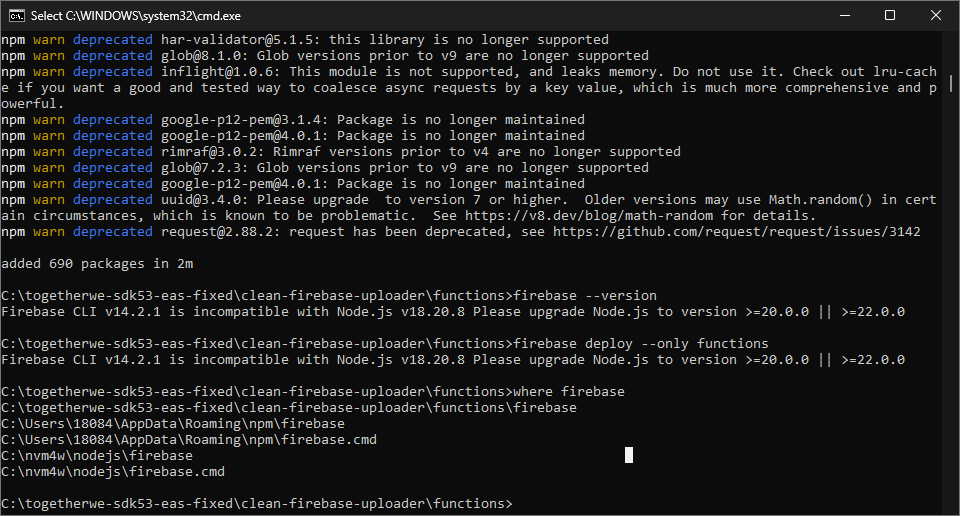 Select C:\WINDOWS\system32\cmd.exe
npm warn deprecated har-validator@5.1.5: this library is no longer supported
npm warn deprecated glob@8.1.0: Glob versions prior to v9 are no longer supported
npm warn deprecated inflight@1.0.6: This module is not supported, and leaks memory. Do not use it. Check out lru-cach
e if you want a good and tested way to coalesce async requests by a key value, which is much more comprehensive and p
owerful.
npm warn deprecated google-p12-pem@3.1.4: Package is no longer maintained
npm warn deprecated google-p12-pem@4.0.1: Package is no longer maintained
npm warn deprecated rimraf@3.0.2: Rimraf versions prior to v4 are no longer supported
npm warn deprecated glob@7.2.3: Glob versions prior to v9 are no longer supported
npm warn deprecated google-p12-pem@4.0.1: Package is no longer maintained
npm warn deprecated uuid@3.4.0: Please upgrade  to version 7 or higher.  Older versions may use Math.random() in cert
ain circumstances, which is known to be problematic.  See https://v8.dev/blog/math-random for details.
npm warn deprecated request@2.88.2: request has been deprecated, see https://github.com/request/request/issues/3142
added 690 packages in 2m
C:\togetherwe-sdk53-eas-fixed\clean-firebase-uploader\functions>firebase --version
Firebase CLI v14.2.1 is incompatible with Node.js v18.20.8 Please upgrade Node.js to version >=20.0.0 || >=22.0.0
C:\togetherwe-sdk53-eas-fixed\clean-firebase-uploader\functions>firebase deploy --only functions
Firebase CLI v14.2.1 is incompatible with Node.js v18.20.8 Please upgrade Node.js to version >=20.0.0 || >=22.0.0
C:\togetherwe-sdk53-eas-fixed\clean-firebase-uploader\functions>where firebase
C:\togetherwe-sdk53-eas-fixed\clean-firebase-uploader\functions\firebase
C:\Users\18084\AppData\Roaming\npm\firebase
C:\Users\18084\AppData\Roaming\npm\firebase.cmd
C:\nvm4w\nodejs\firebase
C:\nvm4w\nodejs\firebase.cmd
C:\togetherwe-sdk53-eas-fixed\clean-firebase-uploader\functions>